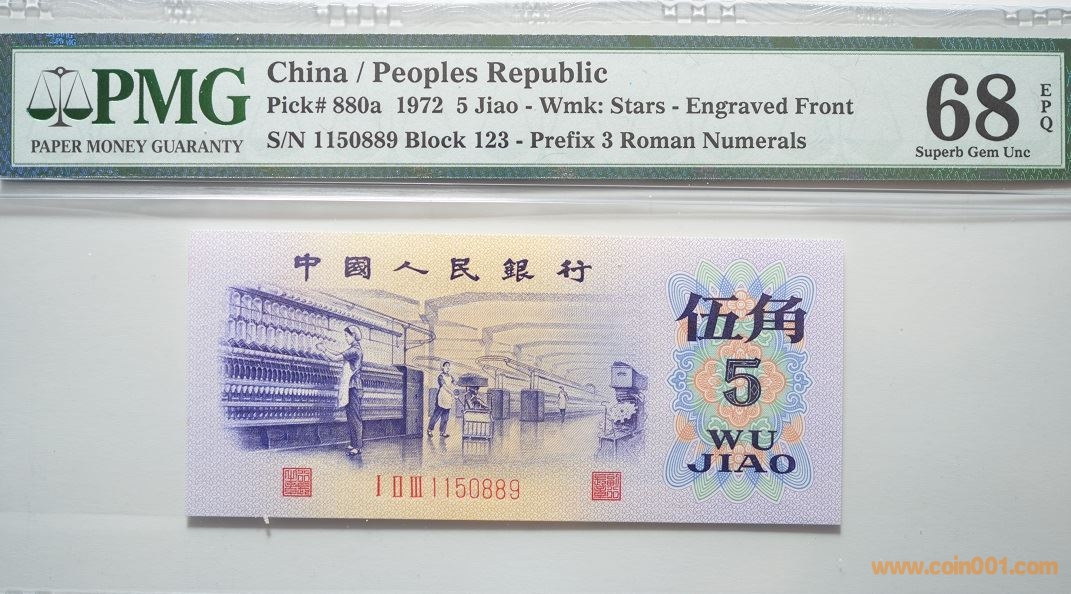 PMG
PAPER MONEY GUARANTY
China / Peoples Republic
Pick# 880a 1972 5 Jiao - Wmk: Stars - Engraved Front
S/N 1150889 Block 123 - Prefix 3 Roman Numerals
68
EPQ
Superb Gem Unc
中國人民銀行
伍角
5
WU
JIAO
I II III 1150889
www.coin001.com